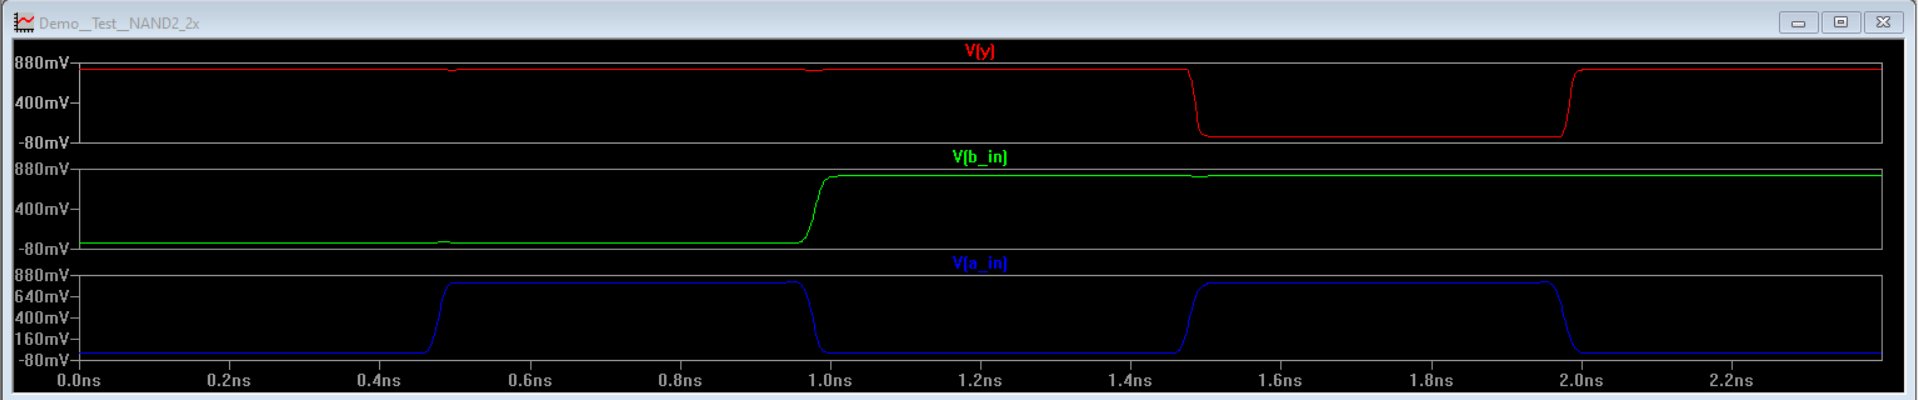 Demo__Test__NAND2_2x
V(y)
880mV
400mV
-80mV
V(b_in)
880mV
400mV
-80mV
V(a_in)
880mV
640mV
400mV
160mV
-80mV
0.0ns 0.2ns 0.4ns 0.6ns 0.8ns 1.0ns 1.2ns 1.4ns 1.6ns 1.8ns 2.0ns 2.2ns